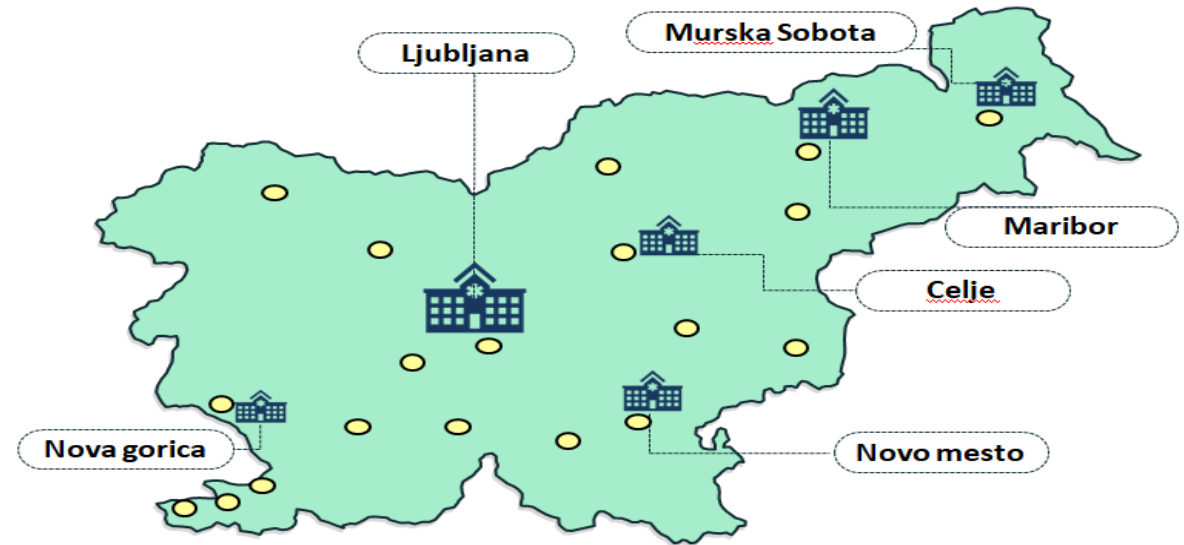 Murska Sobota
Ljubljana
Maribor
Celje
Nova gorica
Novo mesto